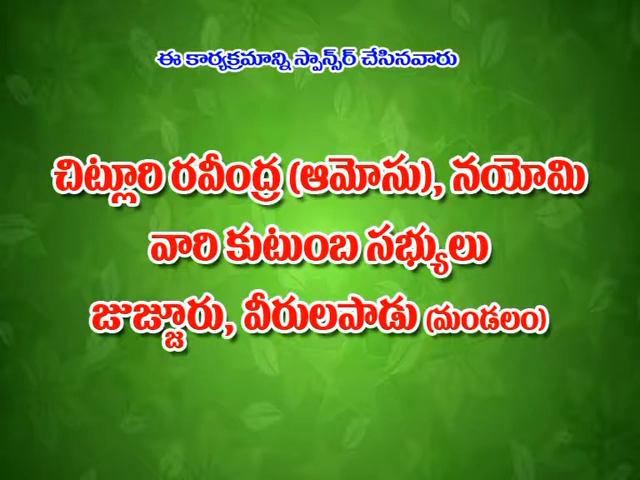 ఈ కార్యక్రమాన్ని స్పాన్సర్ చేసినవారు
చిట్లూరి రవీంద్ర (ఆమోసు), నయోమి
వారి కుటుంబ సభ్యులు
జుజ్జూరు, వీరులపాడు (మండలం)